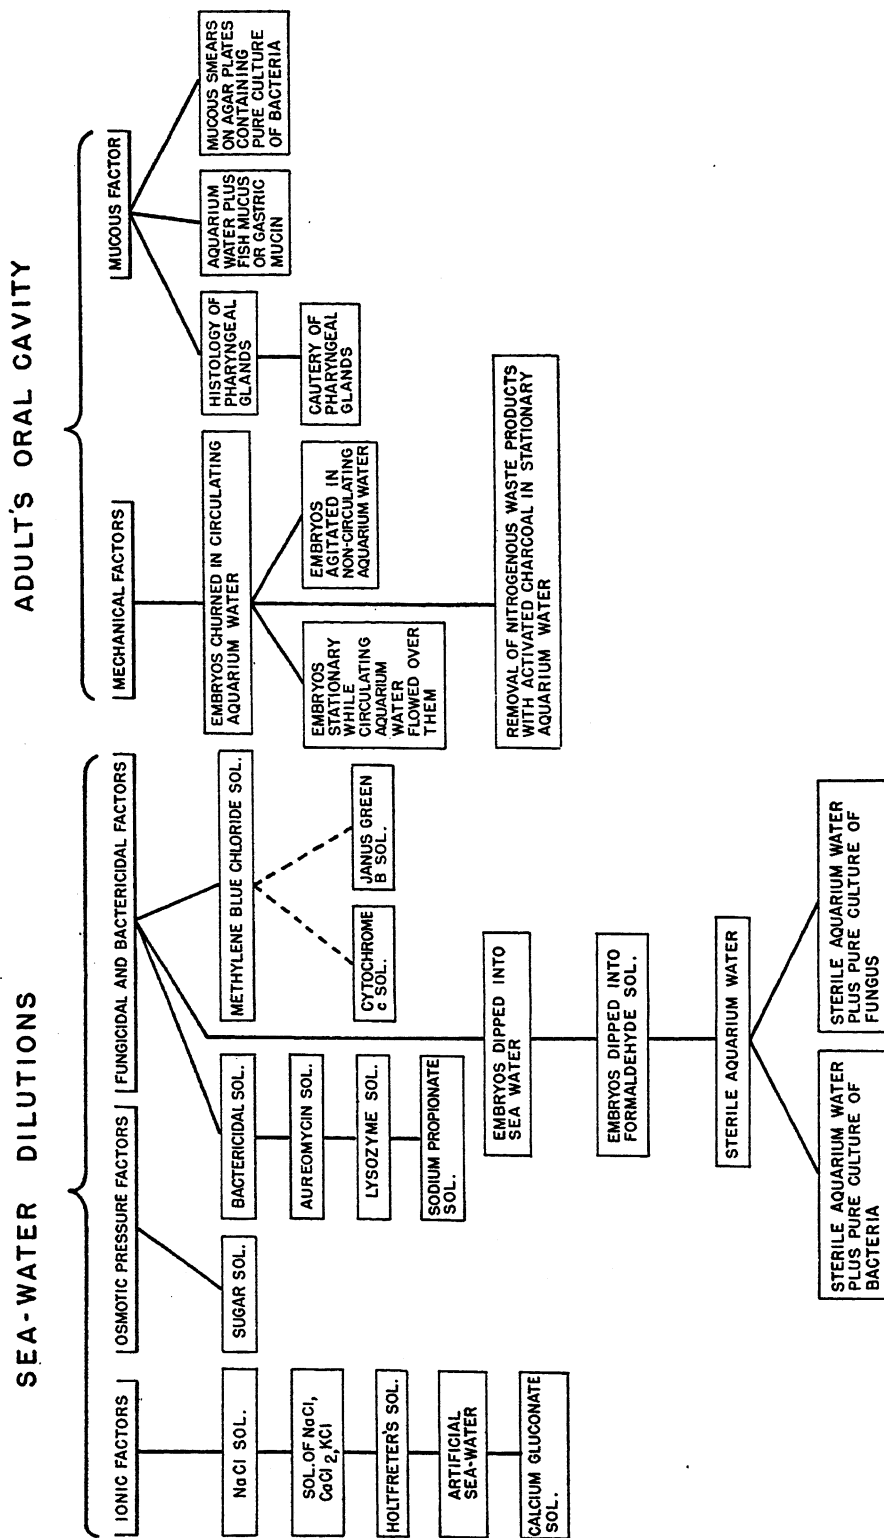 SEA-WATER DILUTIONS
ADULT'S ORAL CAVITY
IONIC FACTORS
OSMOTIC PRESSURE FACTORS
FUNGICIDAL AND BACTERICIDAL FACTORS
MECHANICAL FACTORS
MUCOUS FACTOR
NaCl SOL.
SOL. OF NaCl,
CaCl2, KCl
HOLTFRETER'S SOL.
ARTIFICIAL
SEA-WATER
CALCIUM GLUCONATE
SOL.
SUGAR SOL.
BACTERICIDAL SOL.
AUREOMYCIN SOL.
LYSOZYME SOL.
SODIUM PROPIONATE
SOL.
METHYLENE BLUE CHLORIDE SOL.
CYTOCHROME
c SOL.
JANUS GREEN
B SOL.
EMBRYOS DIPPED INTO
SEA WATER
EMBRYOS DIPPED INTO
FORMALDEHYDE SOL.
STERILE AQUARIUM WATER
STERILE AQUARIUM WATER
PLUS PURE CULTURE OF
BACTERIA
STERILE AQUARIUM WATER
PLUS PURE CULTURE OF
FUNGUS
EMBRYOS CHURNED IN CIRCULATING
AQUARIUM WATER
EMBRYOS
STATIONARY
WHILE
CIRCULATING
AQUARIUM
WATER
FLOWED OVER
THEM
EMBRYOS
AGITATED IN
NON-CIRCULATING
AQUARIUM WATER
REMOVAL OF NITROGENOUS WASTE PRODUCTS
WITH ACTIVATED CHARCOAL IN STATIONARY
AQUARIUM WATER
HISTOLOGY OF
PHARYNGEAL
GLANDS
CAUTERY OF
PHARYNGEAL
GLANDS
AQUARIUM
WATER PLUS
FISH MUCUS
OR GASTRIC
MUCIN
MUCOUS SMEARS
ON AGAR PLATES
CONTAINING
PURE CULTURE
OF BACTERIA